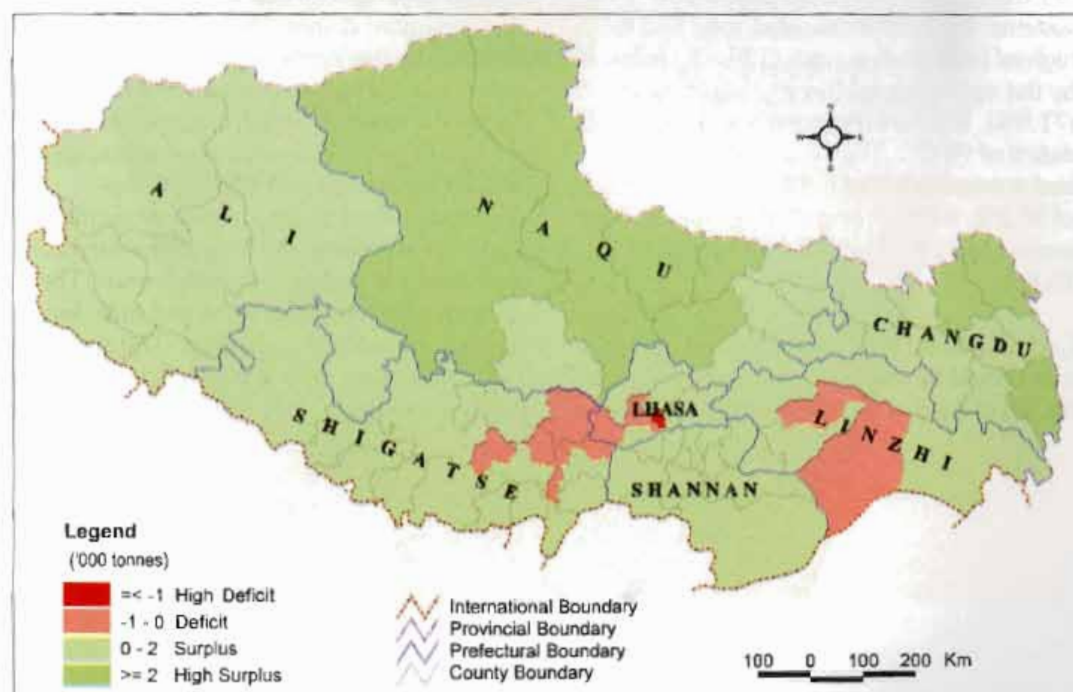 N
W E
S
ALI
NAQU
CHANGDU
LHASA
LINZHI
SHIGATSE
SHANNAN
Legend
('000 tonnes)
=< -1 High Deficit
-1 - 0 Deficit
0 - 2 Surplus
>= 2 High Surplus
International Boundary
Provincial Boundary
Prefectural Boundary
County Boundary
100 0 100 200 Km